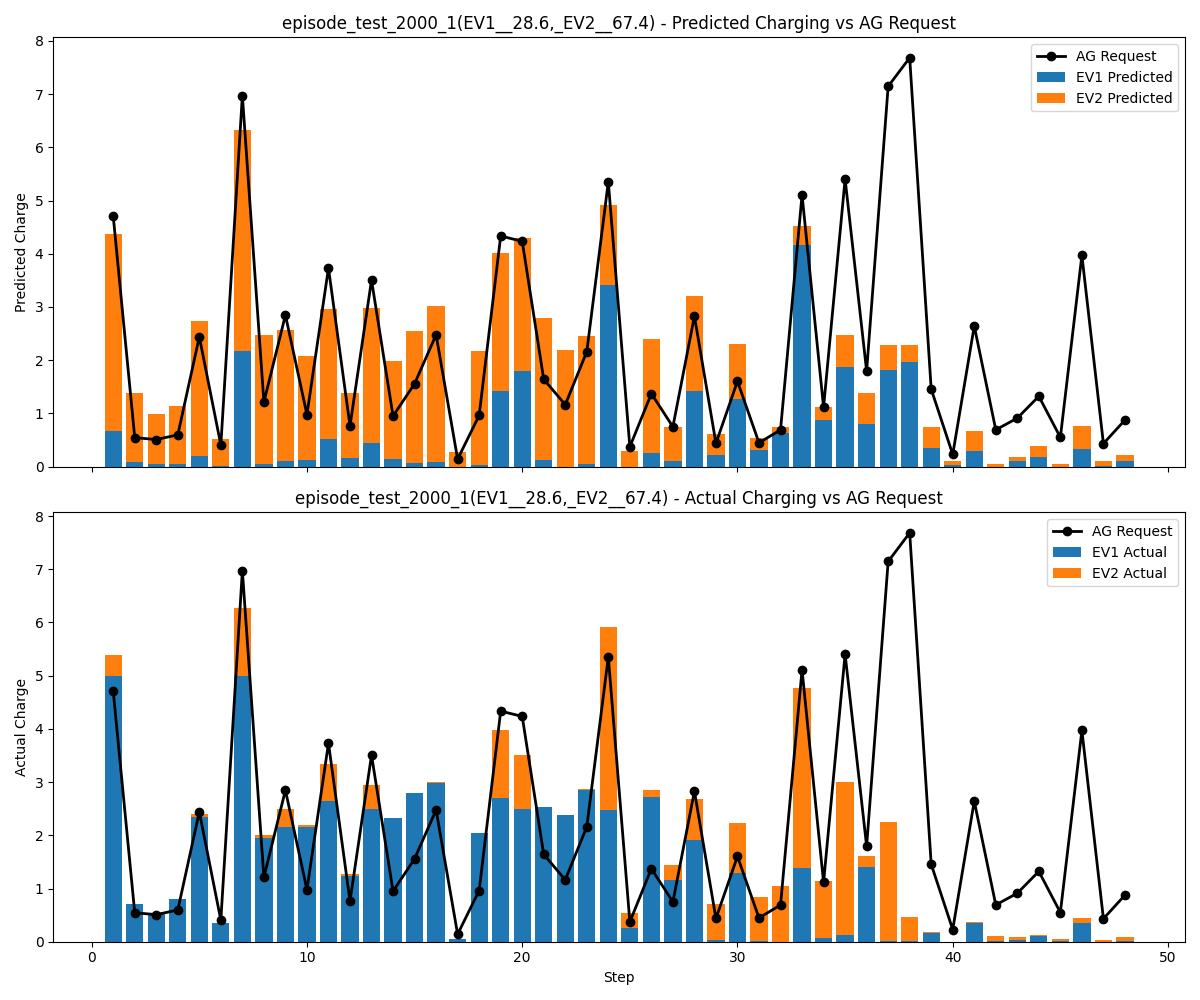 episode_test_2000_1(EV1__28.6,_EV2__67.4) - Predicted Charging vs AG Request
8
7
6
5
4
3
2
1
0
Predicted Charge
AG Request
EV1 Predicted
EV2 Predicted
episode_test_2000_1(EV1__28.6,_EV2__67.4) - Actual Charging vs AG Request
8
7
6
5
4
3
2
1
0
Actual Charge
AG Request
EV1 Actual
EV2 Actual
0 10 20 30 40 50
Step